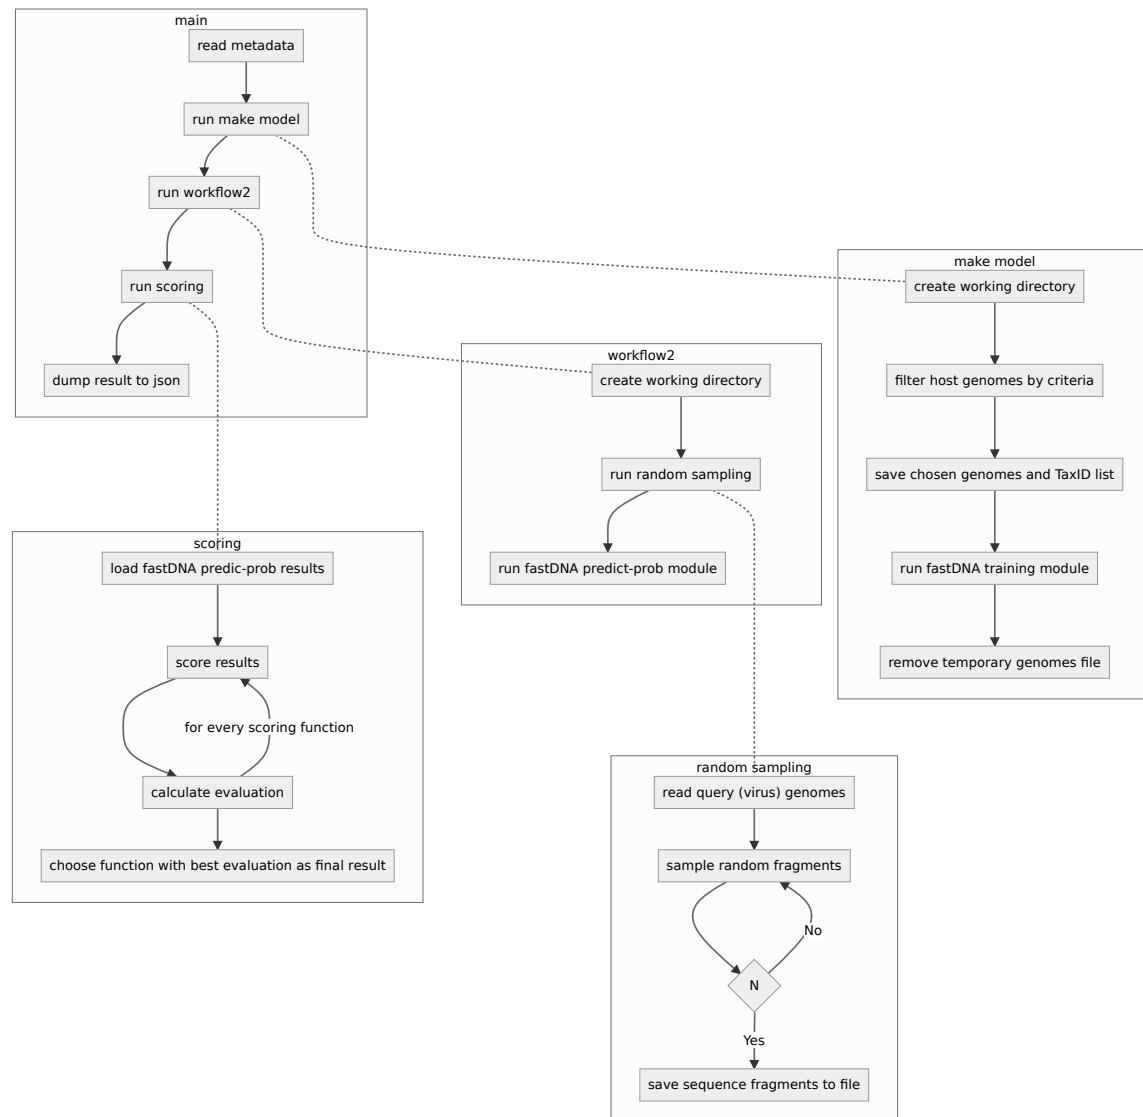 main
read metadata
run make model
run workflow2
run scoring
dump result to json
make model
create working directory
filter host genomes by criteria
save chosen genomes and TaxID list
run fastDNA training module
remove temporary genomes file
workflow2
create working directory
run random sampling
run fastDNA predict-prob module
scoring
load fastDNA predic-prob results
score results
for every scoring function
calculate evaluation
choose function with best evaluation as final result
random sampling
read query (virus) genomes
sample random fragments
No
N
Yes
save sequence fragments to file